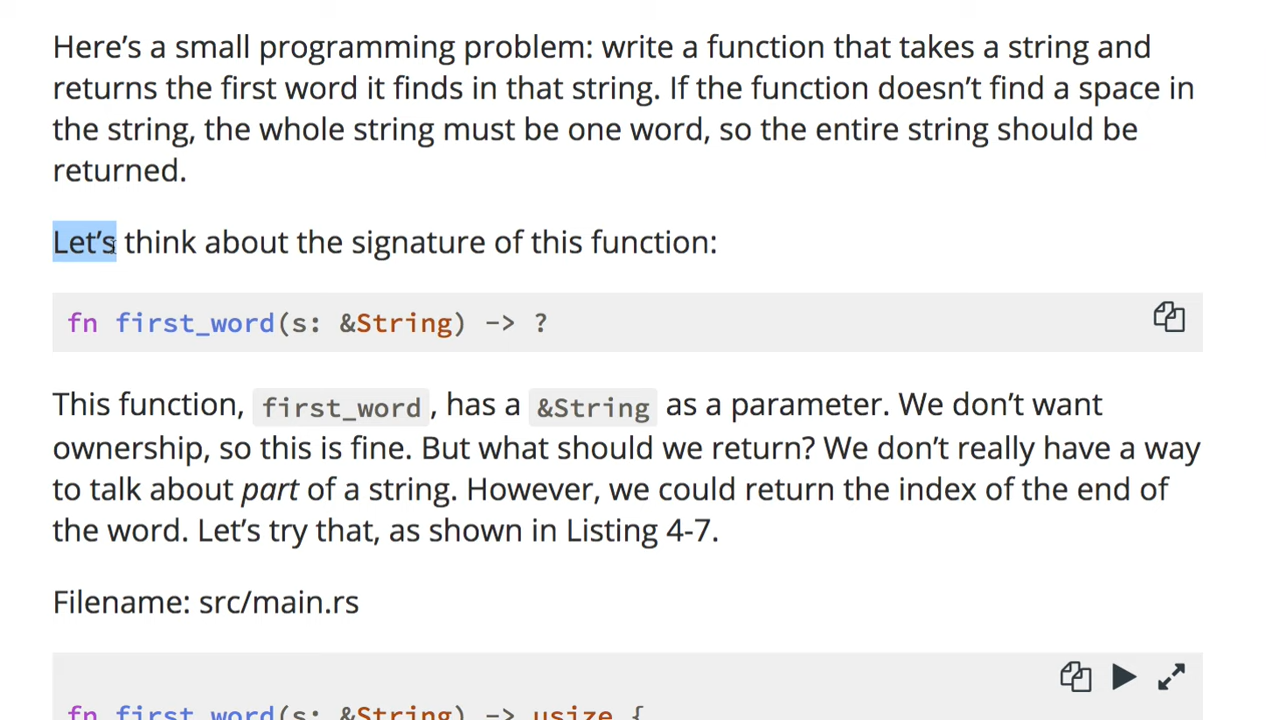 Here’s a small programming problem: write a function that takes a string and
returns the first word it finds in that string. If the function doesn’t find a space in
the string, the whole string must be one word, so the entire string should be
returned.
Let’s think about the signature of this function:
fn first_word(s: &String) -> ?
This function, first_word, has a &String as a parameter. We don’t want
ownership, so this is fine. But what should we return? We don’t really have a way
to talk about part of a string. However, we could return the index of the end of
the word. Let’s try that, as shown in Listing 4-7.
Filename: src/main.rs
fn first_word(s: &String) -> usize {